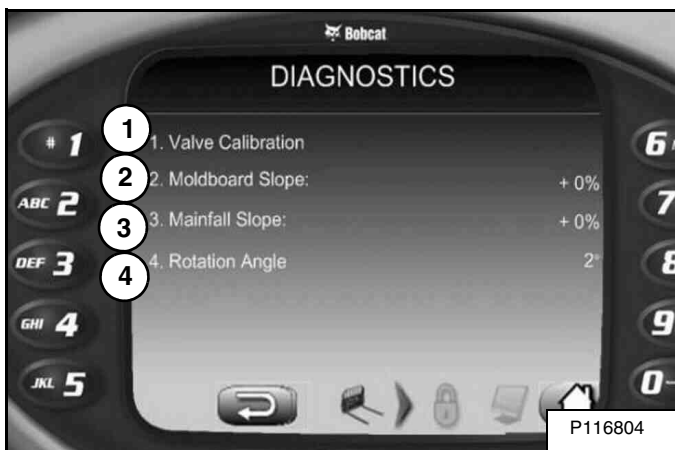 Bobcat
DIAGNOSTICS
1
1. Valve Calibration
2
2. Moldboard Slope: + 0%
3
3. Mainfall Slope: + 0%
4
4. Rotation Angle 2°
# 1
ABC 2
DEF 3
GHI 4
JKL 5
6
7
8
9
0
P116804